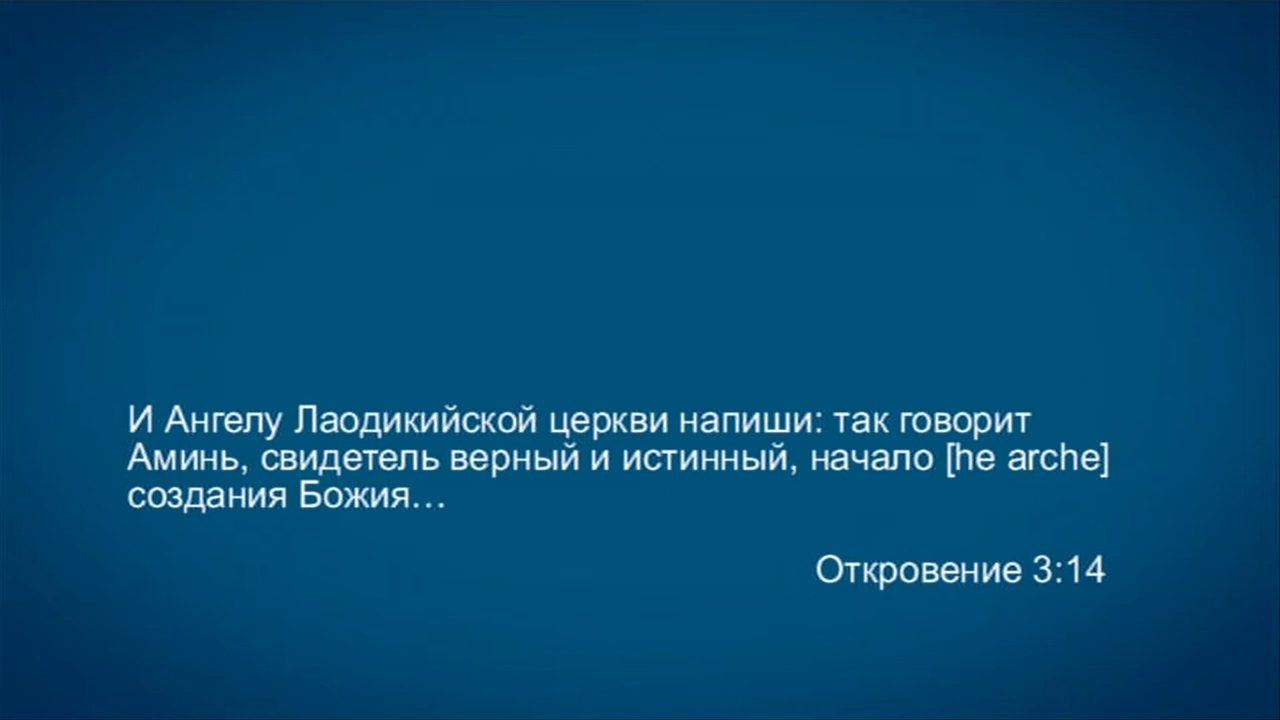 И Ангелу Лаодикийской церкви напиши: так говорит
Аминь, свидетель верный и истинный, начало [he arche]
создания Божия…
Откровение 3:14